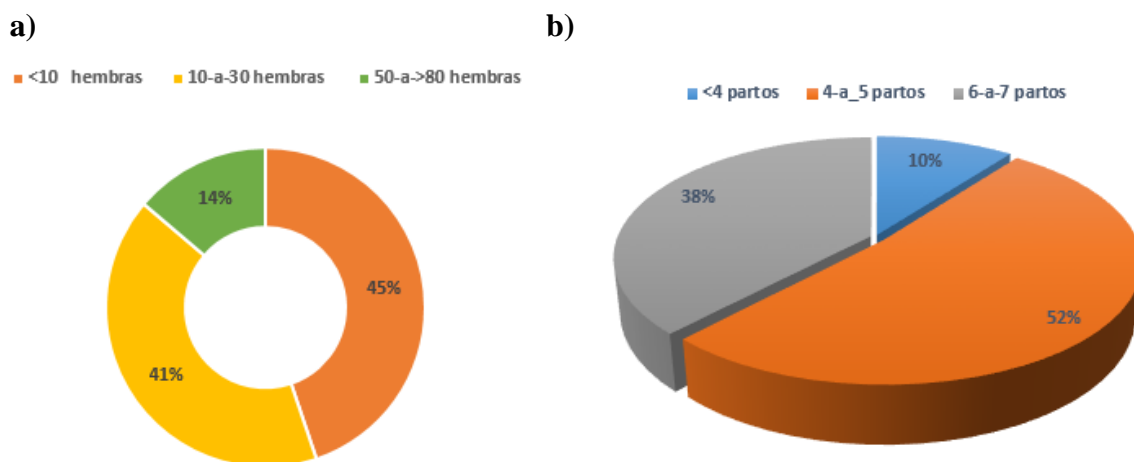 a)
<10 hembras 10-a-30 hembras 50-a->80 hembras
14%
45%
41%
b)
<4 partos 4-a_5 partos 6-a-7 partos
10%
38%
52%